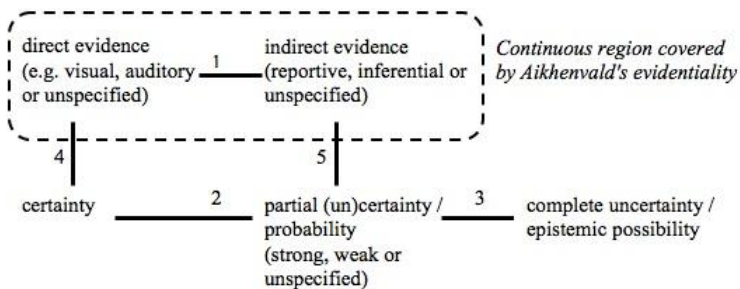 direct evidence
(e.g. visual, auditory
or unspecified)
1
indirect evidence
(reportive, inferential or
unspecified)
Continuous region covered
by Aikhenvald's evidentiality
4
5
certainty
2
partial (un)certainty /
probability
(strong, weak or
unspecified)
3
complete uncertainty /
epistemic possibility